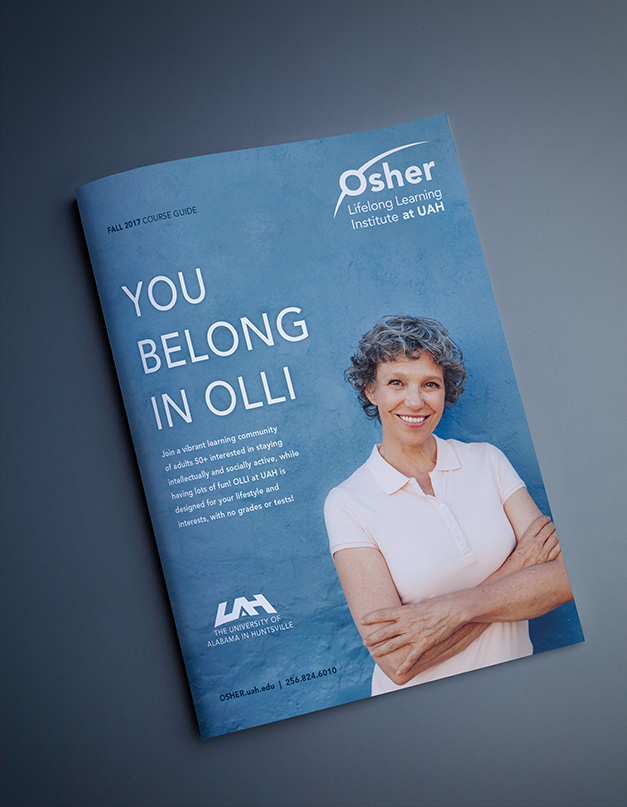 FALL 2017 COURSE GUIDE
Osher
Lifelong Learning
Institute at UAH
YOU
BELONG
IN OLLI
Join a vibrant learning community
of adults 50+ interested in staying
intellectually and socially active, while
having lots of fun! OLLI at UAH is
designed for your lifestyle and
interests, with no grades or tests!
UAH
THE UNIVERSITY OF
ALABAMA IN HUNTSVILLE
OSHER.uah.edu | 256.824.6010